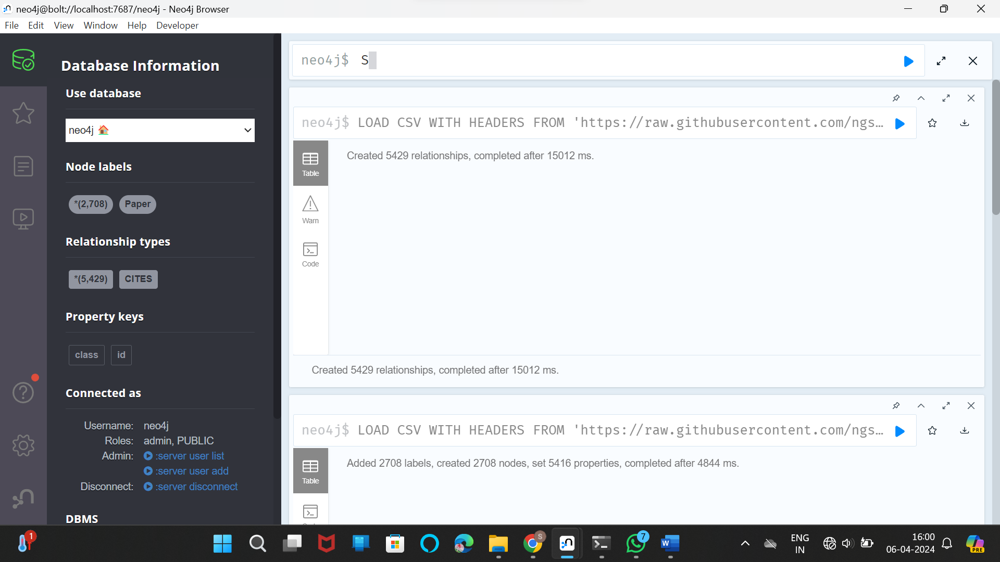 neo4j@bolt://localhost:7687/neo4j - Neo4j Browser
File Edit View Window Help Developer
Database Information
Use database
neo4j
Node labels
*(2,708) Paper
Relationship types
*(5,429) CITES
Property keys
class id
Connected as
Username: neo4j
Roles: admin, PUBLIC
Admin: :server user list
:server user add
Disconnect: :server disconnect
DBMS
neo4j$ S
neo4j$ LOAD CSV WITH HEADERS FROM 'https://raw.githubusercontent.com/ngs…
Table
Created 5429 relationships, completed after 15012 ms.
Warn
Code
Created 5429 relationships, completed after 15012 ms.
neo4j$ LOAD CSV WITH HEADERS FROM 'https://raw.githubusercontent.com/ngs…
Table
Added 2708 labels, created 2708 nodes, set 5416 properties, completed after 4844 ms.
1
S
7
W
ENG
IN
16:00
06-04-2024
PRE